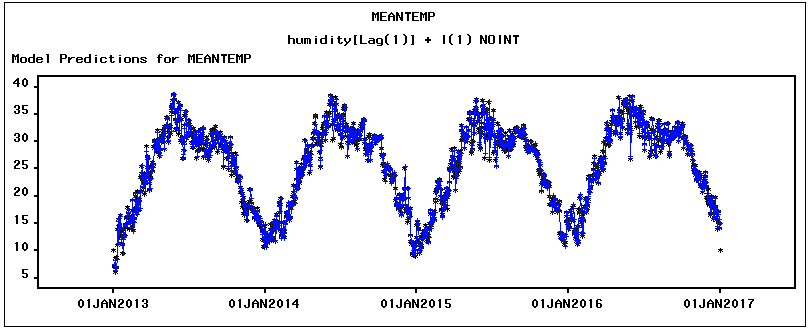 MEANTEMP
humidity[Lag(1)] + I(1) NOINT
Model Predictions for MEANTEMP
40
35
30
25
20
15
10
5
01JAN2013 01JAN2014 01JAN2015 01JAN2016 01JAN2017